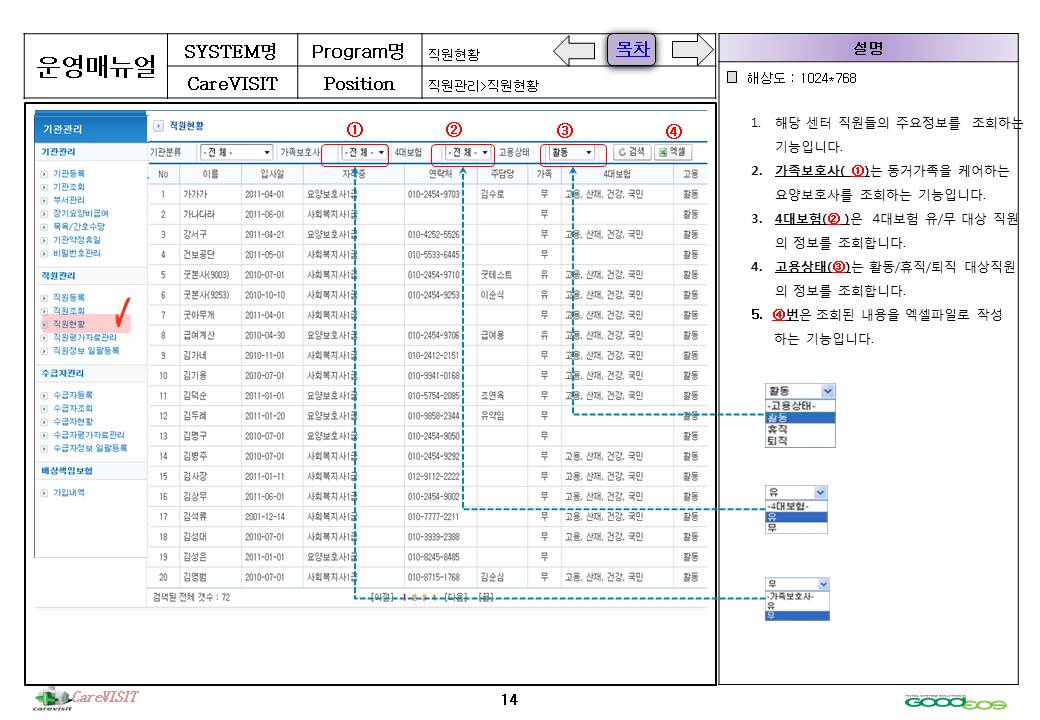 운영매뉴얼
SYSTEM명
Program명
직원현황
목차
CareVISIT
Position
직원관리>직원현황
설명
해상도 : 1024*768
1. 해당 센터 직원들의 주요정보를 조회하는
기능입니다.
2. 가족보호사( ①)는 동거가족을 케어하는
요양보호사를 조회하는 기능입니다.
3. 4대보험(② )은 4대보험 유/무 대상 직원
의 정보를 조회합니다.
4. 고용상태(③)는 활동/휴직/퇴직 대상직원
의 정보를 조회합니다.
5. ④번은 조회된 내용을 엑셀파일로 작성
하는 기능입니다.
기관관리
기관관리
기관등록
기관조회
부서관리
장기요양비급여
목욕/간호수당
기관약정휴일
비밀번호관리
직원관리
직원등록
직원조회
직원현황
직원평가자료관리
직원정보 일괄등록
수급자관리
수급자등록
수급자조회
수급자현황
수급자평가자료관리
수급자정보 일괄등록
배상책임보험
가입내역
직원현황
① ② ③ ④
기관분류 -전 체- 가족보호사 -전 체- 4대보험 -전 체- 고용상태 활동 검색 엑셀
No 이름 입사일 자격증 연락처 주담당 가족 4대보험 고용
1 가가가 2011-04-01 요양보호사1급 010-2454-9703 김수로 무 고용, 산재, 건강, 국민 활동
2 가나다라 2011-06-01 사회복지사1급 무 활동
3 강서구 2011-04-21 요양보호사1급 010-4252-5526 무 고용, 산재, 건강, 국민 활동
4 건보공단 2011-05-01 사회복지사1급 010-5533-6445 무 활동
5 굿본사(9003) 2010-07-01 사회복지사1급 010-2454-9710 굿테스트 유 고용, 산재, 건강, 국민 활동
6 굿본사(9253) 2010-10-10 사회복지사1급 010-2454-9253 이순식 유 고용, 산재, 건강, 국민 활동
7 굿아무개 2011-04-01 사회복지사1급 무 고용, 산재, 건강, 국민 활동
8 급여계산 2010-04-30 요양보호사1급 010-2454-9706 급여용 유 고용, 산재, 건강, 국민 활동
9 김가네 2010-11-01 사회복지사1급 010-2412-2151 무 고용, 산재, 건강, 국민 활동
10 김기용 2010-07-01 사회복지사1급 010-9941-0168 무 고용, 산재, 건강, 국민 활동
11 김덕순 2011-01-01 요양보호사1급 010-5754-2085 조연옥 무 고용, 산재, 건강, 국민 활동
12 김두례 2011-01-20 요양보호사1급 010-9858-2344 유약임 무 활동
13 김명구 2010-07-01 요양보호사1급 010-2454-9050 무 활동
14 김병주 2010-07-01 사회복지사1급 010-2454-9292 무 고용, 산재, 건강, 국민 활동
15 김사장 2011-01-11 사회복지사1급 012-9112-2222 무 고용, 산재, 건강, 국민 활동
16 김상무 2011-06-01 사회복지사1급 010-2454-9002 무 고용, 산재, 건강, 국민 활동
17 김석류 2001-12-14 사회복지사1급 010-7777-2211 무 고용, 산재, 건강, 국민 활동
18 김성대 2010-07-01 사회복지사1급 010-3939-2388 무 고용, 산재, 건강, 국민 활동
19 김성은 2011-01-01 요양보호사1급 010-8245-8485 무 활동
20 김영범 2010-07-01 사회복지사1급 010-8715-1768 김순심 무 고용, 산재, 건강, 국민 활동
검색된 전체 갯수 : 72
[이전] 1 2 3 4 [다음] [끝]
활동
-고용상태-
활동
휴직
퇴직
유
-4대보험-
유
무
무
-가족보호사-
유
무
CareVISIT
carevisit
14
TOTAL SYSTEM SOLUTION
GOODEOS